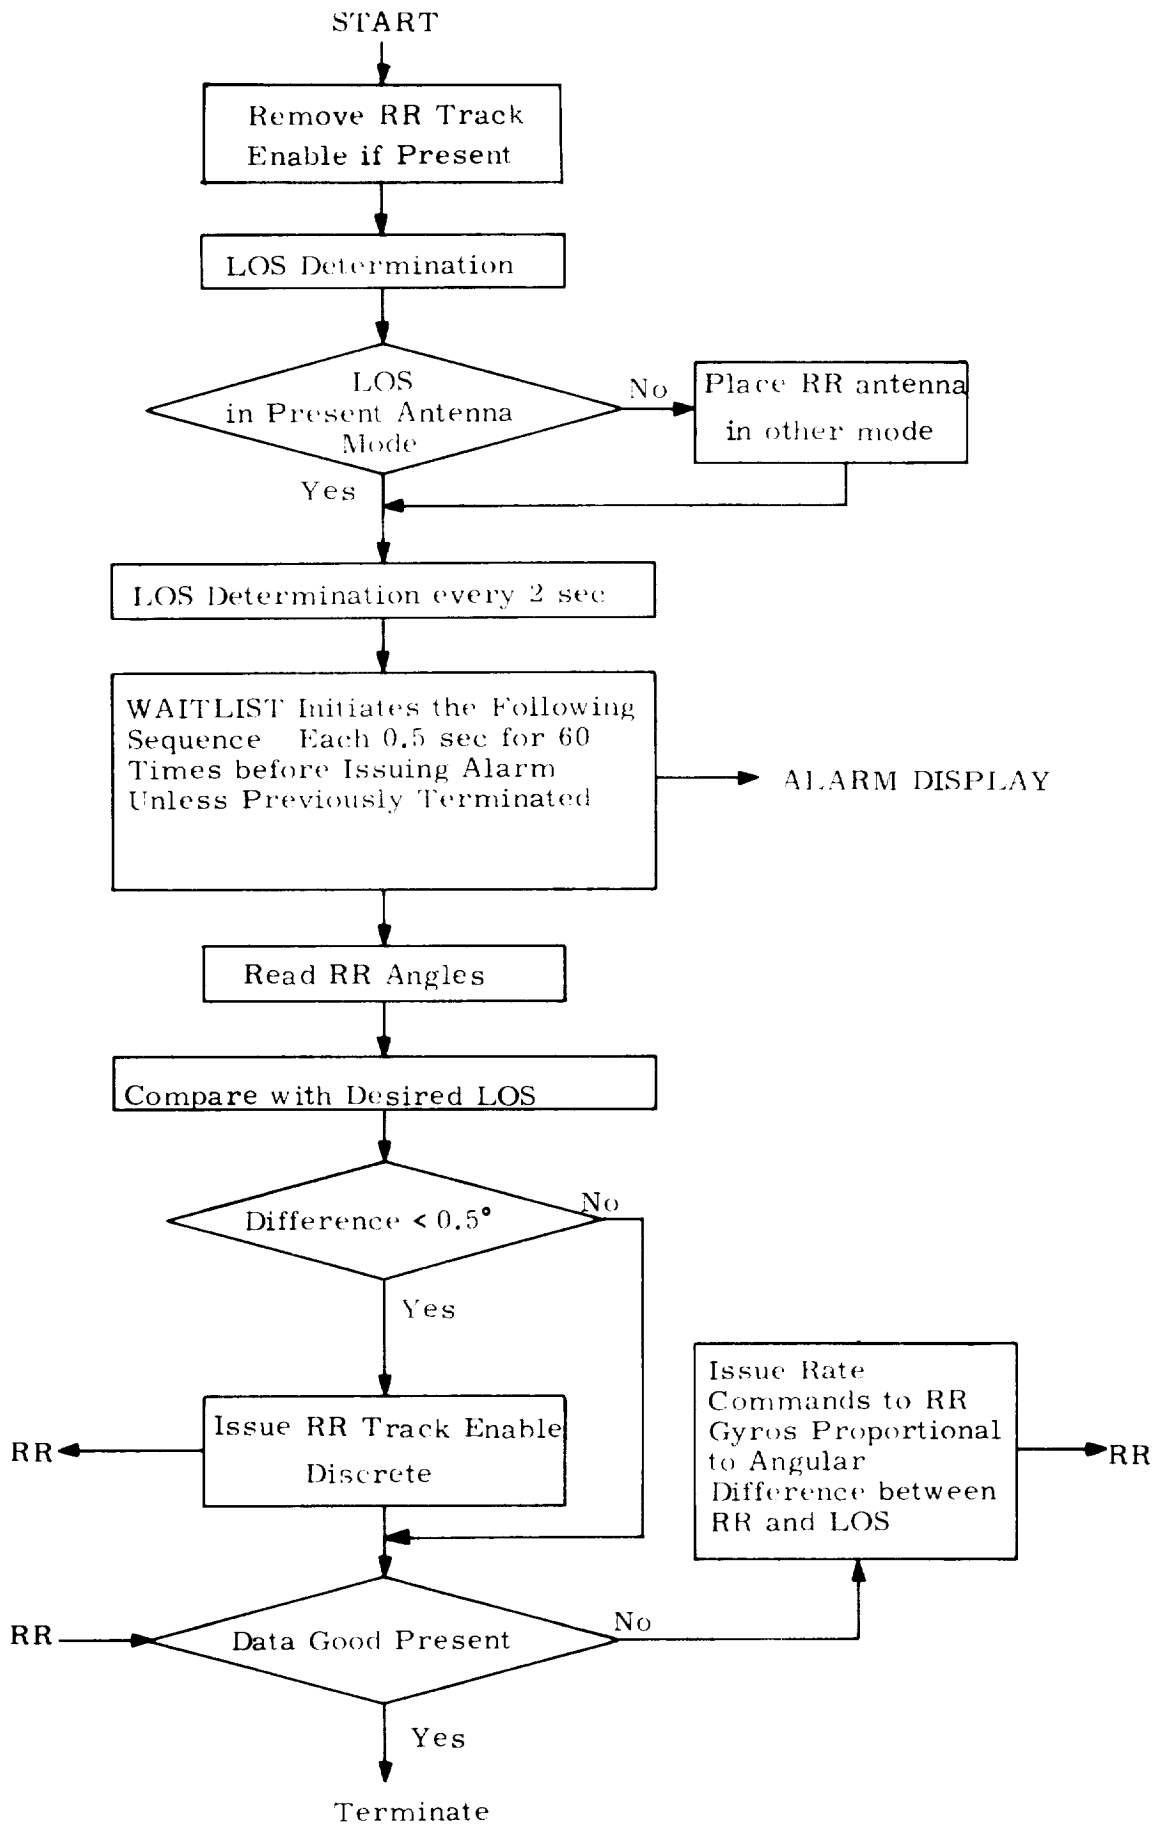 START
Remove RR Track
Enable if Present
LOS Determination
LOS
in Present Antenna
Mode
No
Place RR antenna
in other mode
Yes
LOS Determination every 2 sec
WAITLIST Initiates the Following
Sequence Each 0.5 sec for 60
Times before Issuing Alarm
Unless Previously Terminated
ALARM DISPLAY
Read RR Angles
Compare with Desired LOS
Difference < 0.5°
No
Yes
Issue RR Track Enable
Discrete
RR
Issue Rate
Commands to RR
Gyros Proportional
to Angular
Difference between
RR and LOS
RR
RR
Data Good Present
No
Yes
Terminate